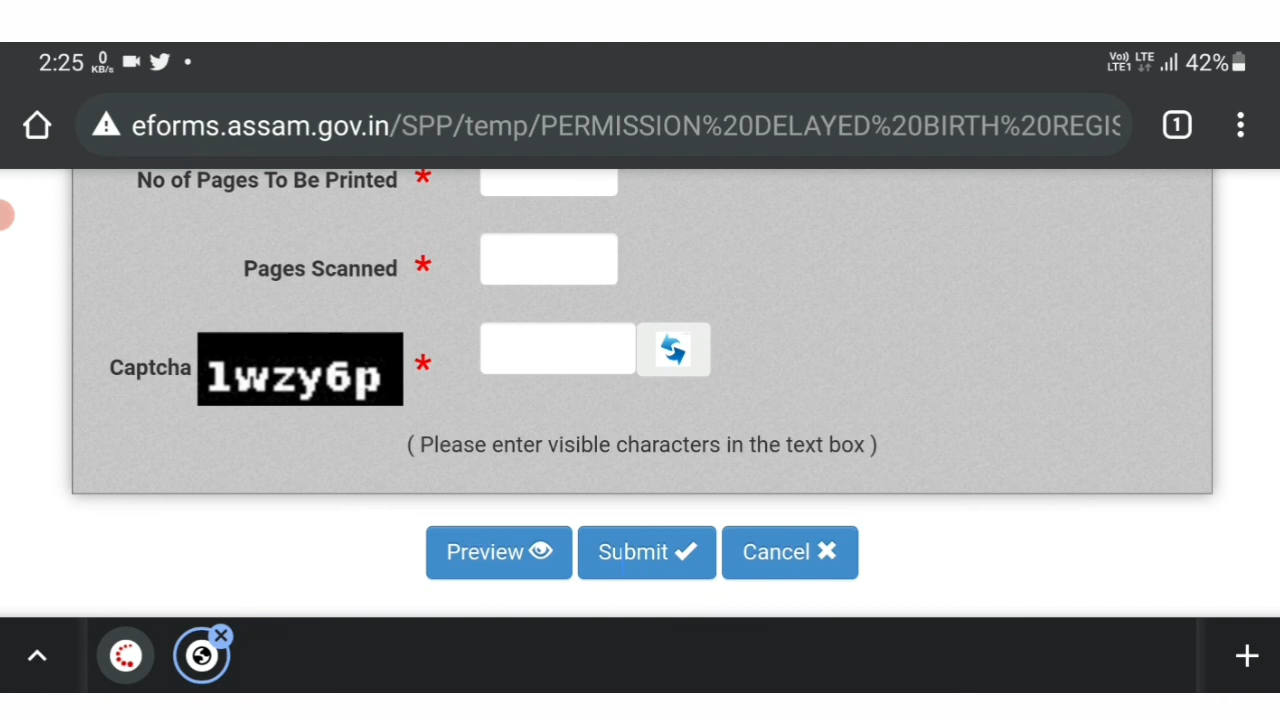 2:25 0 KB/s Vo) LTE LTE1 42%
eforms.assam.gov.in/SPP/temp/PERMISSION%20DELAYED%20BIRTH%20REGIS 1
No of Pages To Be Printed *
Pages Scanned *
Captcha 1wzy6p *
( Please enter visible characters in the text box )
Preview Submit Cancel